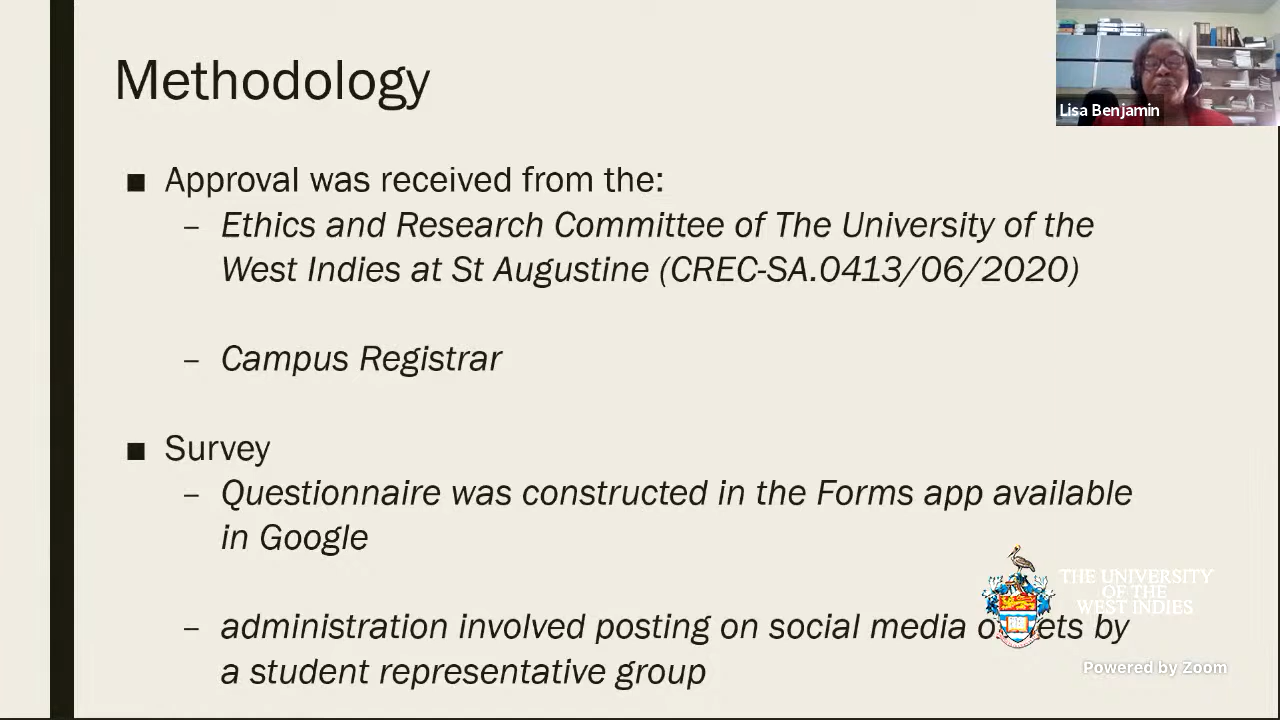 Methodology
Lisa Benjamin
■ Approval was received from the:
– Ethics and Research Committee of The University of the
West Indies at St Augustine (CREC-SA.0413/06/2020)
– Campus Registrar
■ Survey
– Questionnaire was constructed in the Forms app available
in Google
THE UNIVERSITY
OF THE
WEST INDIES
– administration involved posting on social media by
a student representative group
Powered by Zoom